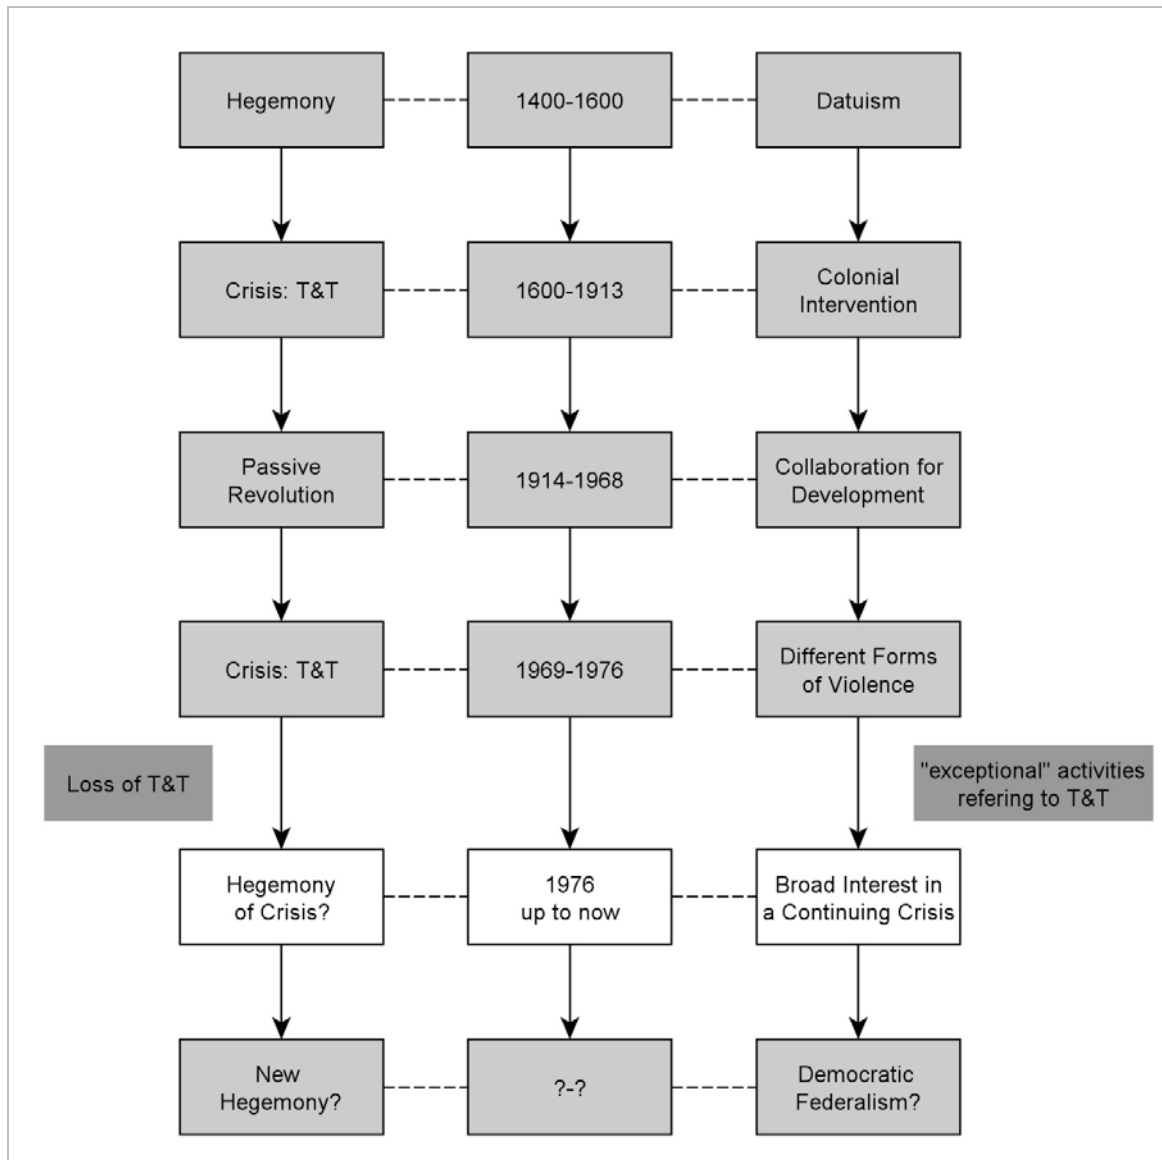 Hegemony
1400-1600
Datuism
Crisis: T&T
1600-1913
Colonial
Intervention
Passive
Revolution
1914-1968
Collaboration for
Development
Crisis: T&T
1969-1976
Different Forms
of Violence
Loss of T&T
"exceptional" activities
refering to T&T
Hegemony
of Crisis?
1976
up to now
Broad Interest in
a Continuing Crisis
New
Hegemony?
?-?
Democratic
Federalism?